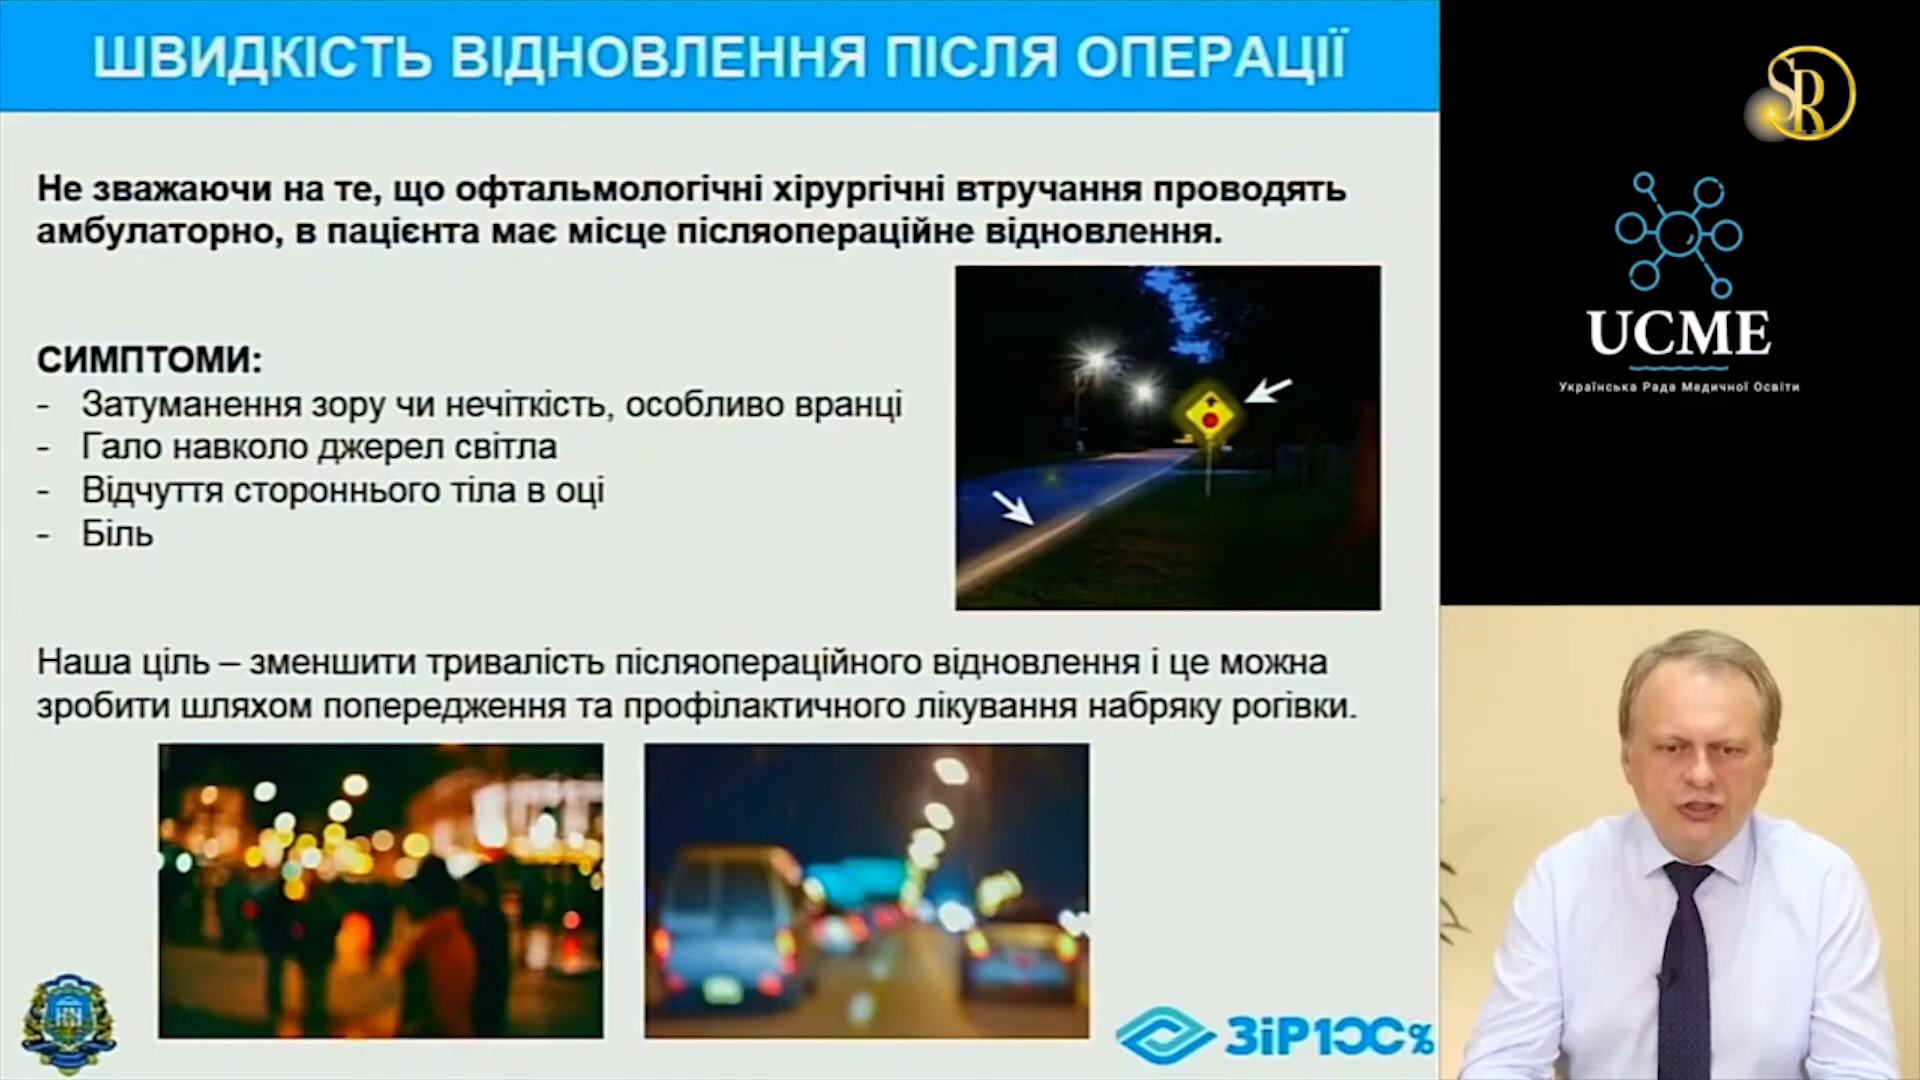 ШВИДКІСТЬ ВІДНОВЛЕННЯ ПІСЛЯ ОПЕРАЦІЇ
Не зважаючи на те, що офтальмологічні хірургічні втручання проводять
амбулаторно, в пацієнта має місце післяопераційне відновлення.
СИМПТОМИ:
- Затуманення зору чи нечіткість, особливо вранці
- Гало навколо джерел світла
- Відчуття стороннього тіла в оці
- Біль
Наша ціль – зменшити тривалість післяопераційного відновлення і це можна
зробити шляхом попередження та профілактичного лікування набряку рогівки.
ЗіР100%
SR
UCME
Українська Рада Медичної Освіти